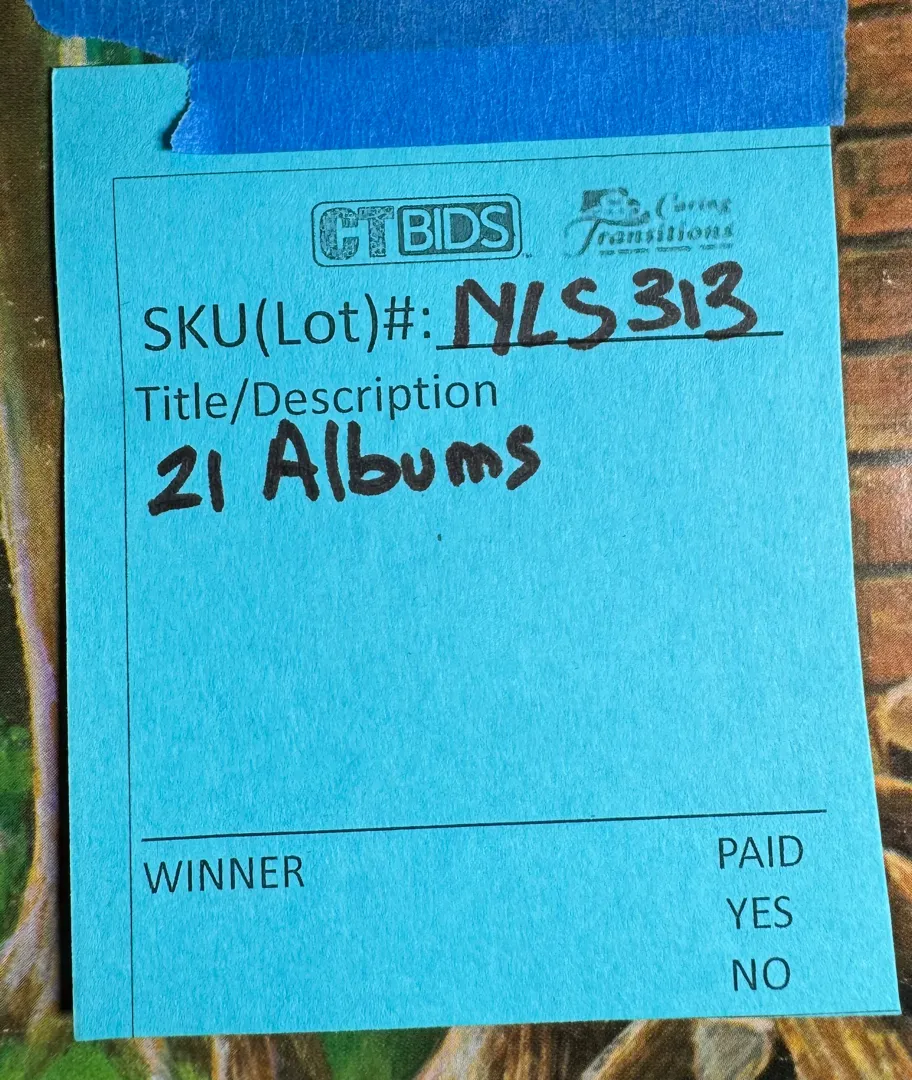 CT BIDS Caring
Transitions
SKU(Lot)#: NLS313
Title/Description
21 Albums
WINNER PAID
YES
NO